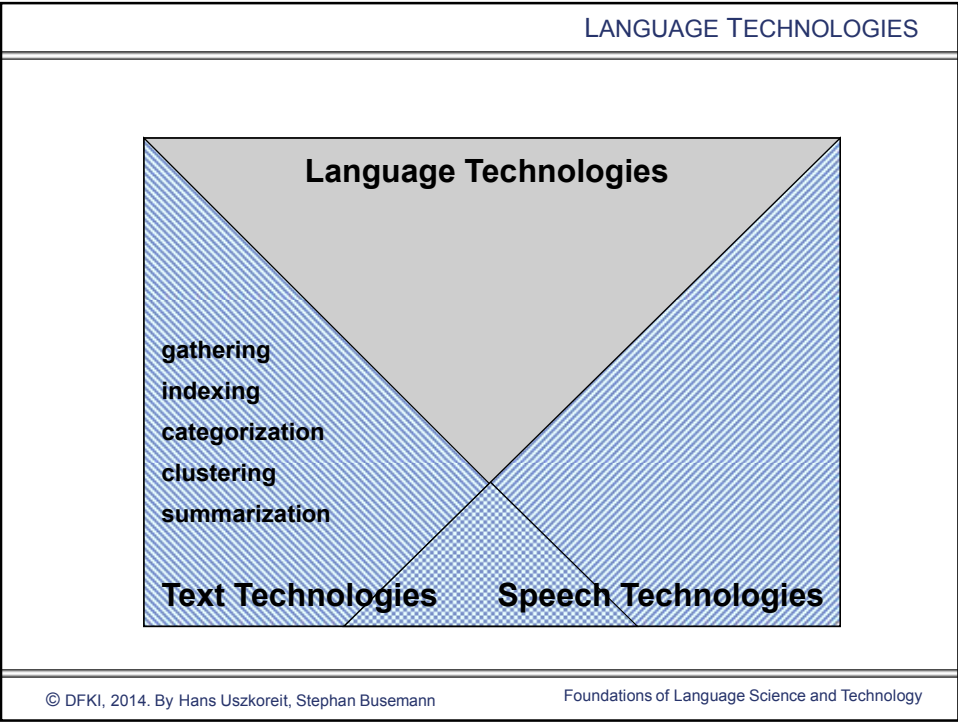 LANGUAGE TECHNOLOGIES
Language Technologies
gathering
indexing
categorization
clustering
summarization
Text Technologies
Speech Technologies
© DFKI, 2014. By Hans Uszkoreit, Stephan Busemann
Foundations of Language Science and Technology